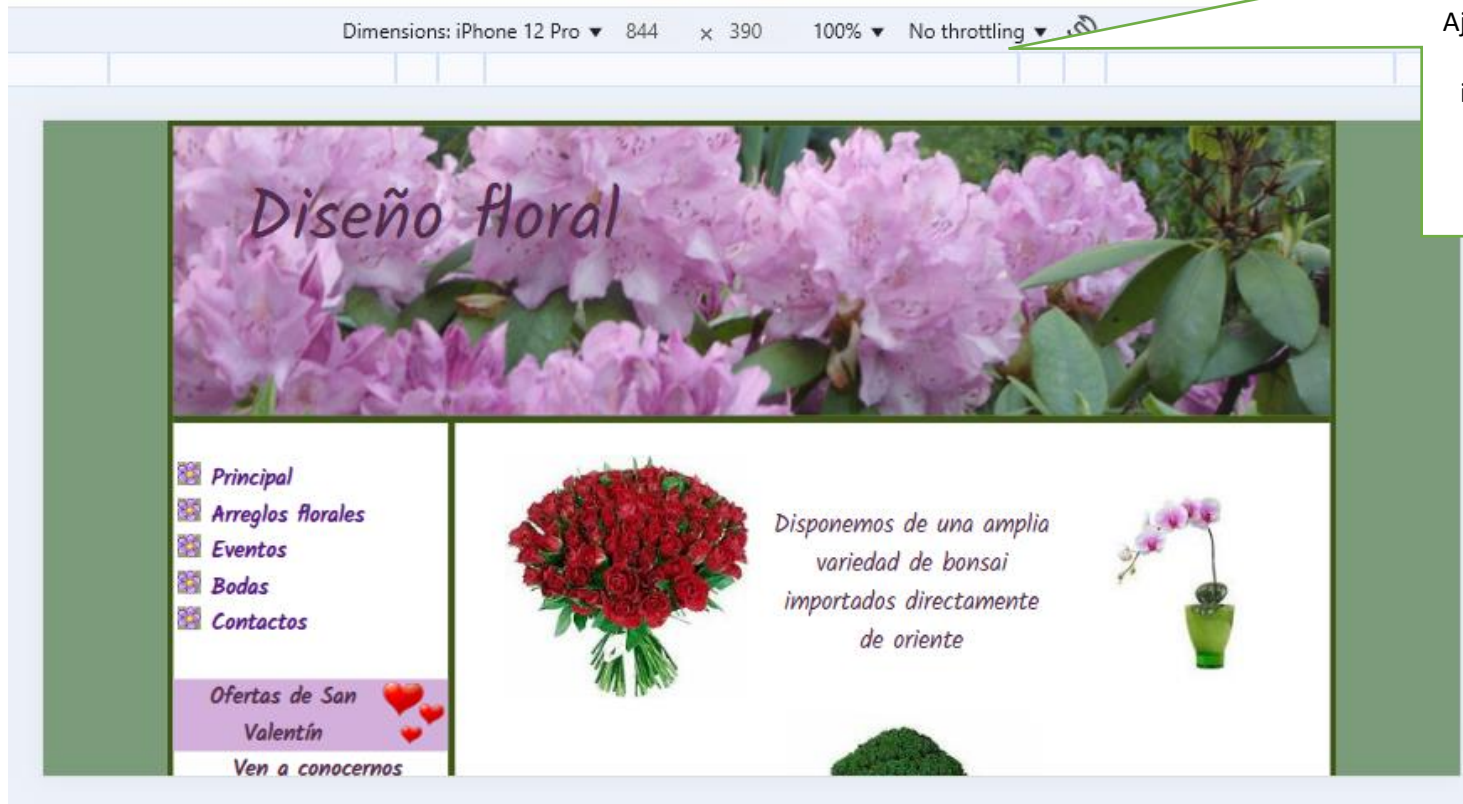 Dimensions: iPhone 12 Pro ▼ 844 × 390 100% ▼ No throttling ▼
Diseño floral
Principal
Arreglos florales
Eventos
Bodas
Contactos
Disponemos de una amplia
variedad de bonsai
importados directamente
de oriente
Ofertas de San
Valentín
Ven a conocernos